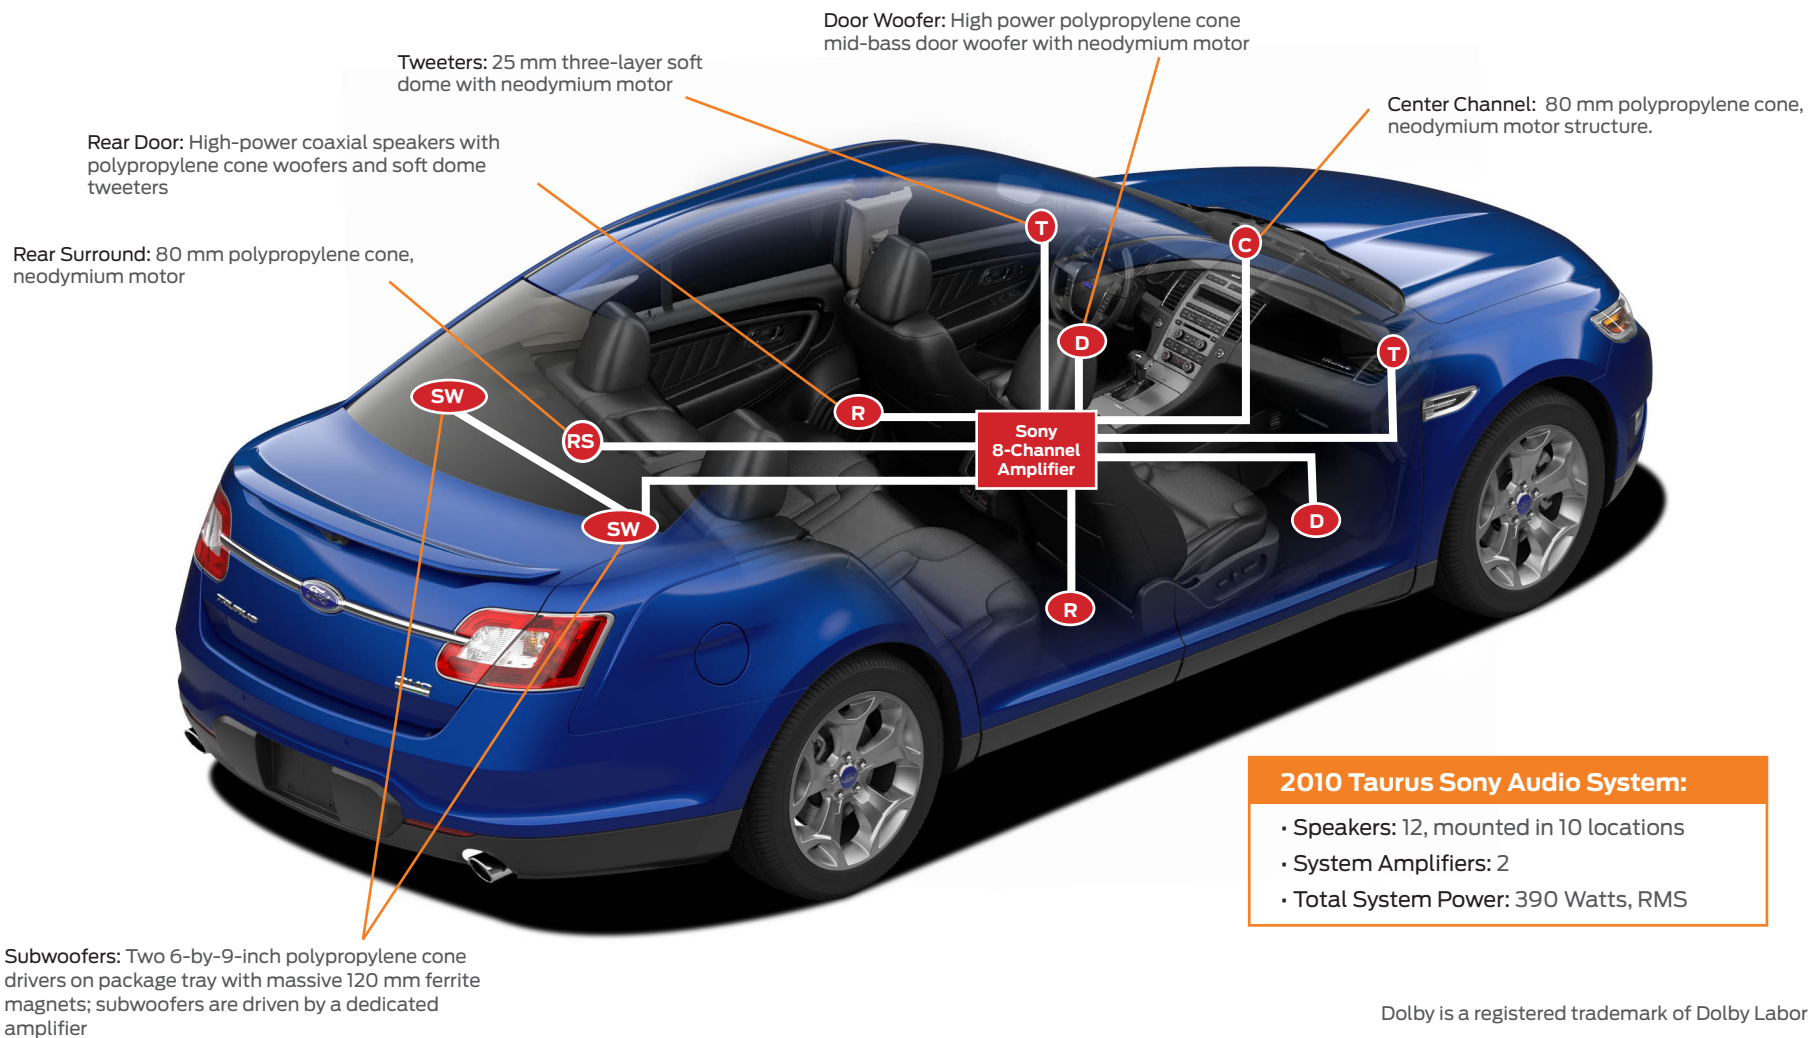 Door Woofer: High power polypropylene cone
mid-bass door woofer with neodymium motor
Tweeters: 25 mm three-layer soft
dome with neodymium motor
Center Channel: 80 mm polypropylene cone,
neodymium motor structure.
Rear Door: High-power coaxial speakers with
polypropylene cone woofers and soft dome
tweeters
Rear Surround: 80 mm polypropylene cone,
neodymium motor
T
C
D
T
SW
R
RS
Sony
8-Channel
Amplifier
SW
D
R
TAURUS
Ford
SHO
2010 Taurus Sony Audio System:
· Speakers: 12, mounted in 10 locations
· System Amplifiers: 2
· Total System Power: 390 Watts, RMS
Subwoofers: Two 6-by-9-inch polypropylene cone
drivers on package tray with massive 120 mm ferrite
magnets; subwoofers are driven by a dedicated
amplifier
Dolby is a registered trademark of Dolby Labor